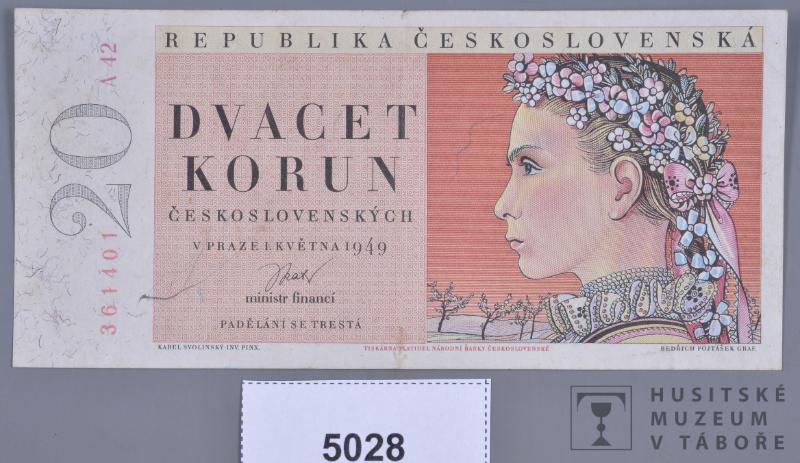 REPUBLIKA ČESKOSLOVENSKÁ
20
361401 A 42
DVACET
KORUN
ČESKOSLOVENSKÝCH
V PRAZE 1. KVĚTNA 1949
ministr financí
PADĚLÁNÍ SE TRESTÁ
KAREL SVOLINSKÝ INV. PINX.
TISKÁRNA PLATIDEL NÁRODNÍ BANKY ČESKOSLOVENSKÉ
BEDŘICH FOJTÁŠEK GRAF.
5028
HUSITSKÉ
MUZEUM
V TÁBOŘE